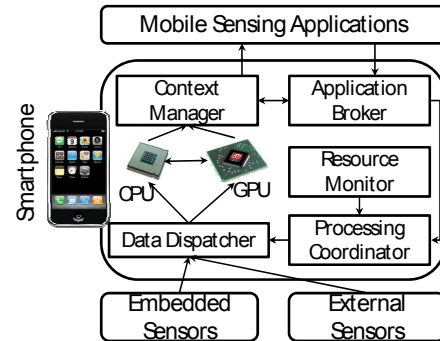 Mobile Sensing Applications
Context
Manager
Application
Broker
Smartphone
CPU
GPU
Resource
Monitor
Data Dispatcher
Processing
Coordinator
Embedded
Sensors
External
Sensors